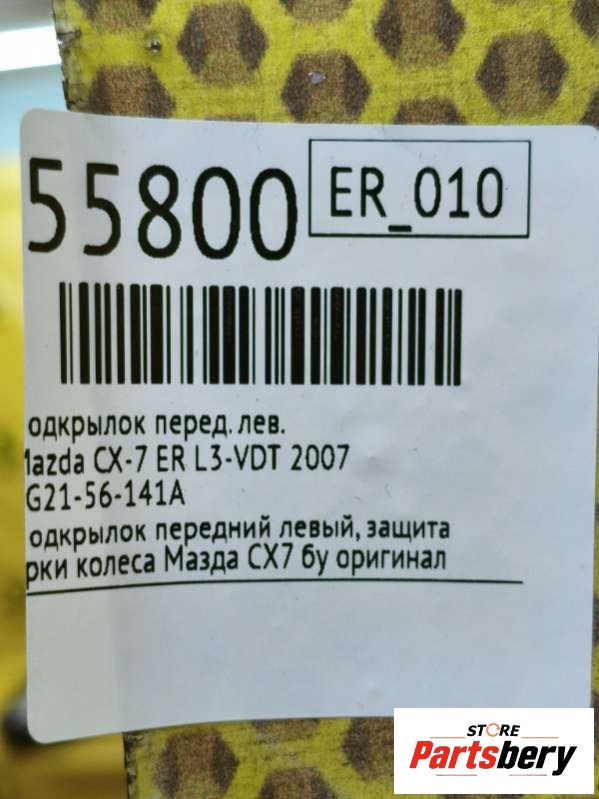 55800
ER_010
одкрылок перед. лев.
azda CX-7 ER L3-VDT 2007
G21-56-141A
одкрылок передний левый, защита
рки колеса Мазда CX7 бу оригинал
STORE
Partsbery